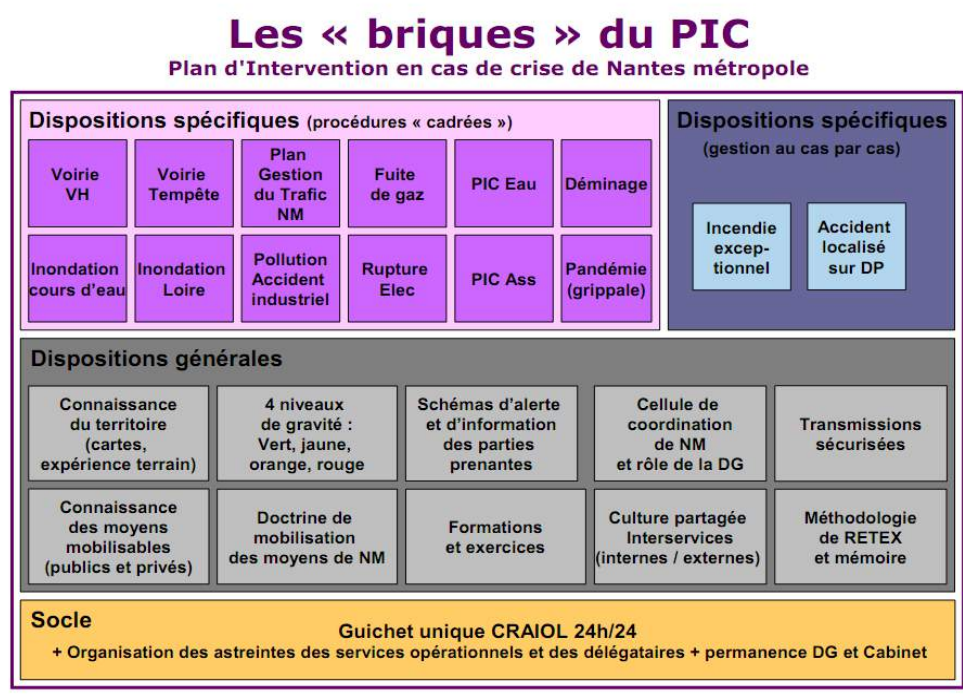 Les « briques » du PIC
Plan d'Intervention en cas de crise de Nantes métropole
Dispositions spécifiques (procédures « cadrées »)
Voirie
VH
Voirie
Tempête
Plan
Gestion
du Trafic
NM
Fuite
de gaz
PIC Eau
Déminage
Inondation
cours d'eau
Inondation
Loire
Pollution
Accident
industriel
Rupture
Elec
PIC Ass
Pandémie
(grippale)
Dispositions spécifiques
(gestion au cas par cas)
Incendie
excep-
tionnel
Accident
localisé
sur DP
Dispositions générales
Connaissance
du territoire
(cartes,
expérience terrain)
4 niveaux
de gravité :
Vert, jaune,
orange, rouge
Schémas d'alerte
et d'information
des parties
prenantes
Cellule de
coordination
de NM
et rôle de la DG
Transmissions
sécurisées
Connaissance
des moyens
mobilisables
(publics et privés)
Doctrine de
mobilisation
des moyens de NM
Formations
et exercices
Culture partagée
Interservices
(internes / externes)
Méthodologie
de RETEX
et mémoire
Socle
Guichet unique CRAIOL 24h/24
+ Organisation des astreintes des services opérationnels et des délégataires + permanence DG et Cabinet